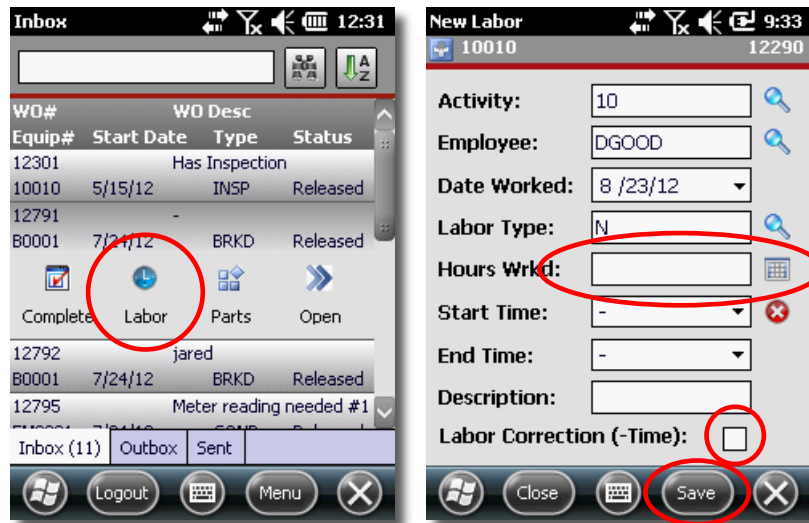 Inbox 12:31
A
Z
WO# WO Desc
Equip# Start Date Type Status
12301 Has Inspection
10010 5/15/12 INSP Released
12791 -
B0001 7/24/12 BRKD Released
Complete Labor Parts Open
12792 jared
B0001 7/24/12 BRKD Released
12795 Meter reading needed #1
Inbox (11) Outbox Sent
Logout Menu
New Labor 9:33
10010 12290
Activity: 10
Employee: DGOOD
Date Worked: 8 /23/12
Labor Type: N
Hours Wrkd:
Start Time: -
End Time: -
Description:
Labor Correction (-Time):
Close Save